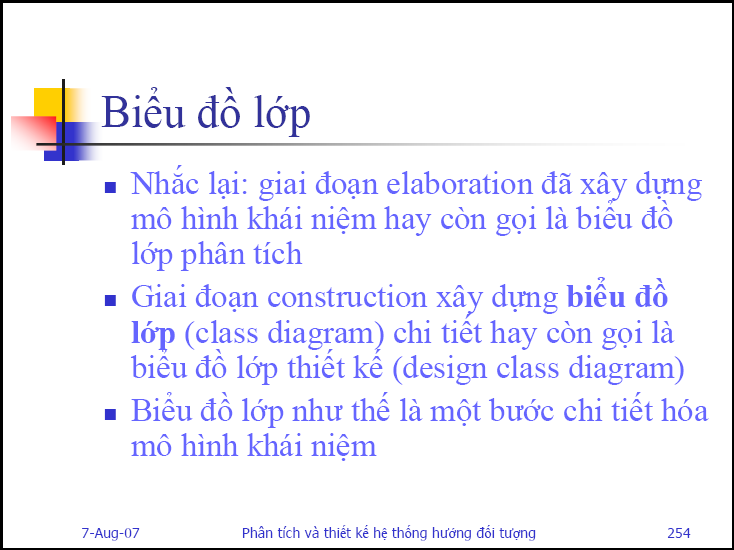 Biểu đồ lớp
Nhắc lại: giai đoạn elaboration đã xây dựng
mô hình khái niệm hay còn gọi là biểu đồ
lớp phân tích
Giai đoạn construction xây dựng biểu đồ
lớp (class diagram) chi tiết hay còn gọi là
biểu đồ lớp thiết kế (design class diagram)
Biểu đồ lớp như thế là một bước chi tiết hóa
mô hình khái niệm
7-Aug-07 Phân tích và thiết kế hệ thống hướng đối tượng 254